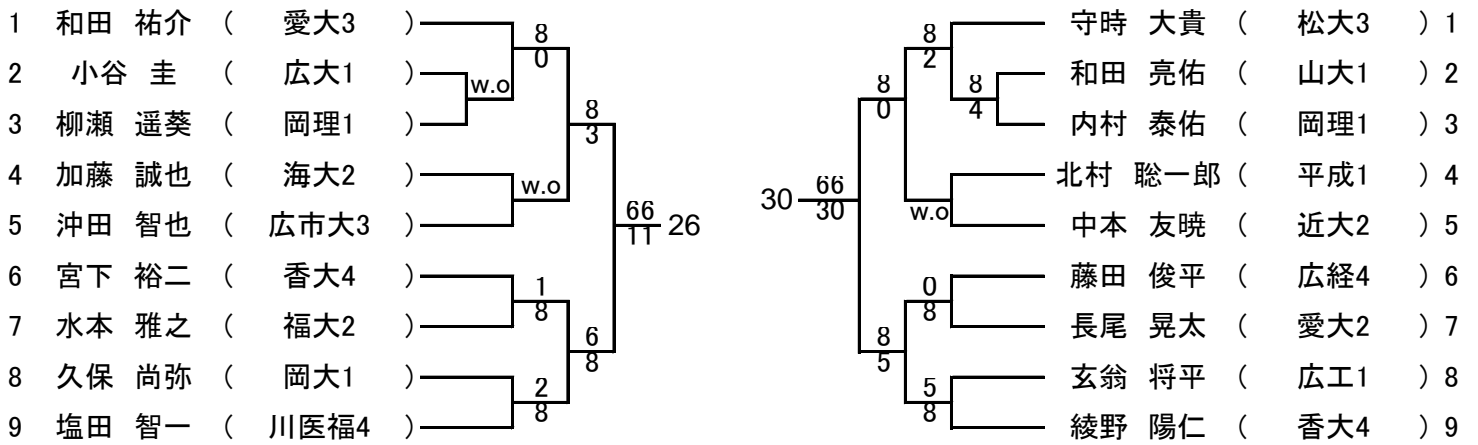 1 和田 祐介 ( 愛大3 )
8
0
2 小谷 圭 ( 広大1 )
w.o
3 柳瀬 遥葵 ( 岡理1 )
8
3
4 加藤 誠也 ( 海大2 )
w.o
5 沖田 智也 ( 広市大3 )
66
11
26
6 宮下 裕二 ( 香大4 )
1
8
7 水本 雅之 ( 福大2 )
6
8
8 久保 尚弥 ( 岡大1 )
2
8
9 塩田 智一 ( 川医福4 )
守時 大貴 ( 松大3 ) 1
8
2
和田 亮佑 ( 山大1 ) 2
8
4
8
0
内村 泰佑 ( 岡理1 ) 3
北村 聡一郎 ( 平成1 ) 4
30
66
30
w.o
中本 友暁 ( 近大2 ) 5
藤田 俊平 ( 広経4 ) 6
0
8
長尾 晃太 ( 愛大2 ) 7
8
5
玄翁 将平 ( 広工1 ) 8
5
8
綾野 陽仁 ( 香大4 ) 9